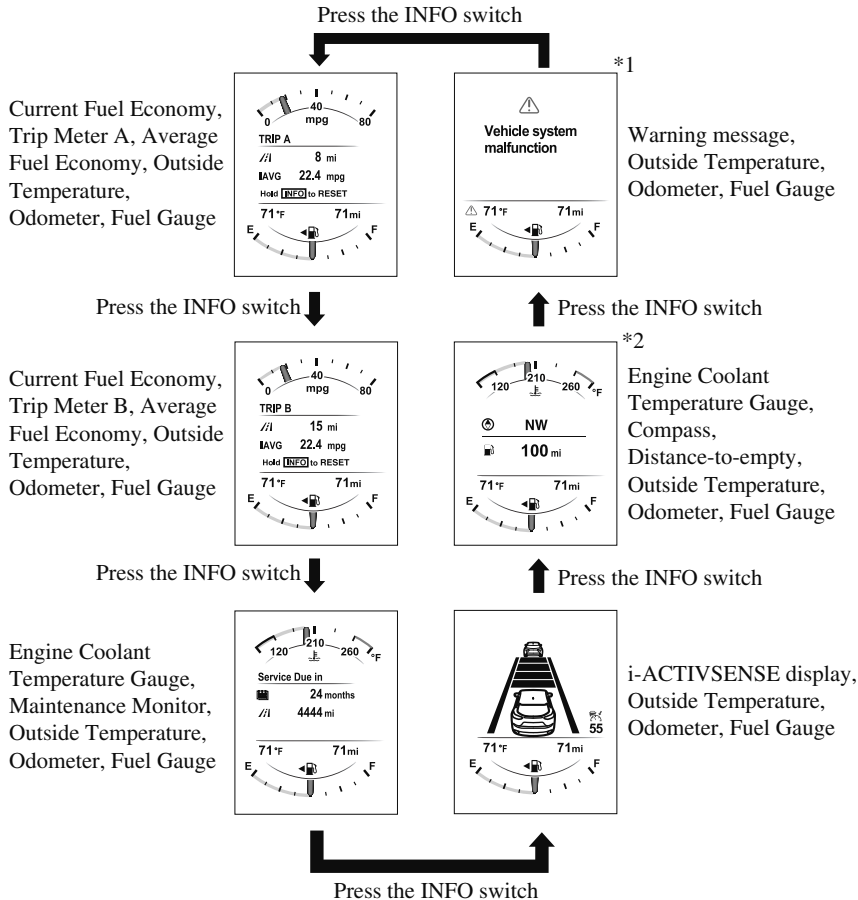 Press the INFO switch
Current Fuel Economy,
Trip Meter A, Average
Fuel Economy, Outside
Temperature,
Odometer, Fuel Gauge
0 40 80
mpg
TRIP A
8 mi
AVG 22.4 mpg
Hold INFO to RESET
71°F 71mi
E F
*1
Vehicle system
malfunction
71°F 71mi
E F
Warning message,
Outside Temperature,
Odometer, Fuel Gauge
Press the INFO switch
Press the INFO switch
Current Fuel Economy,
Trip Meter B, Average
Fuel Economy, Outside
Temperature,
Odometer, Fuel Gauge
0 40 80
mpg
TRIP B
15 mi
AVG 22.4 mpg
Hold INFO to RESET
71°F 71mi
E F
*2
120 210 260 °F
NW
100 mi
71°F 71mi
E F
Engine Coolant
Temperature Gauge,
Compass,
Distance-to-empty,
Outside Temperature,
Odometer, Fuel Gauge
Press the INFO switch
Press the INFO switch
Engine Coolant
Temperature Gauge,
Maintenance Monitor,
Outside Temperature,
Odometer, Fuel Gauge
120 210 260 °F
Service Due in
24 months
4444 mi
71°F 71mi
E F
55
71°F 71mi
E F
i-ACTIVSENSE display,
Outside Temperature,
Odometer, Fuel Gauge
Press the INFO switch